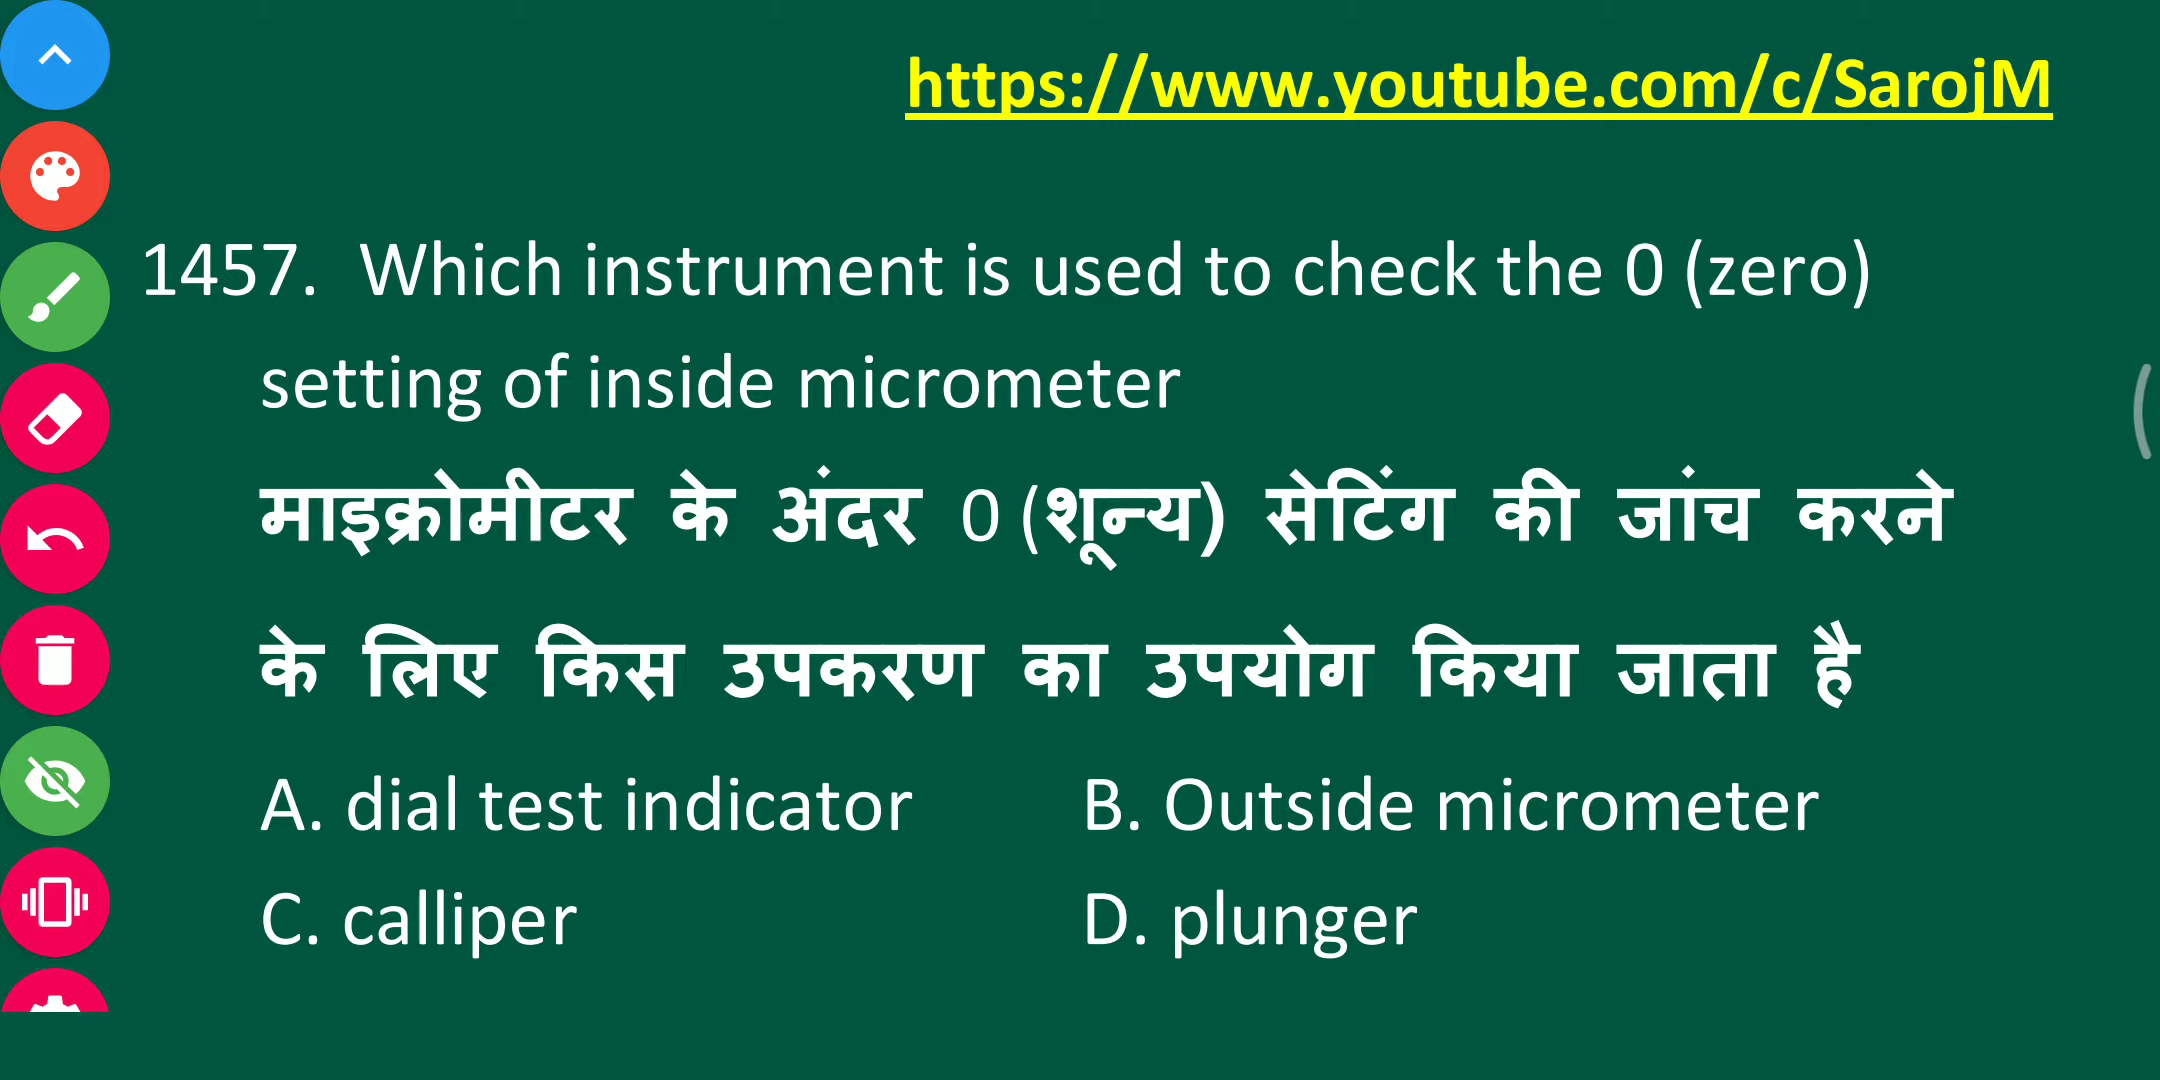 https://www.youtube.com/c/SarojM
1457. Which instrument is used to check the 0 (zero)
setting of inside micrometer
माइक्रोमीटर के अंदर 0 (शून्य) सेटिंग की जांच करने
के लिए किस उपकरण का उपयोग किया जाता है
A. dial test indicator B. Outside micrometer
C. calliper D. plunger